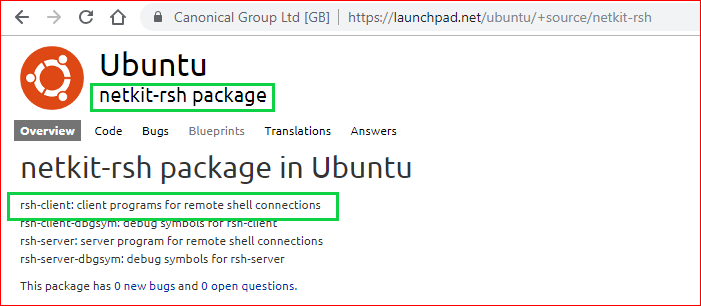 Canonical Group Ltd [GB] https://launchpad.net/ubuntu/+source/netkit-rsh
Ubuntu
netkit-rsh package
Overview Code Bugs Blueprints Translations Answers
netkit-rsh package in Ubuntu
rsh-client: client programs for remote shell connections
rsh-client-dbgsym: debug symbols for rsh-client
rsh-server: server program for remote shell connections
rsh-server-dbgsym: debug symbols for rsh-server
This package has 0 new bugs and 0 open questions.